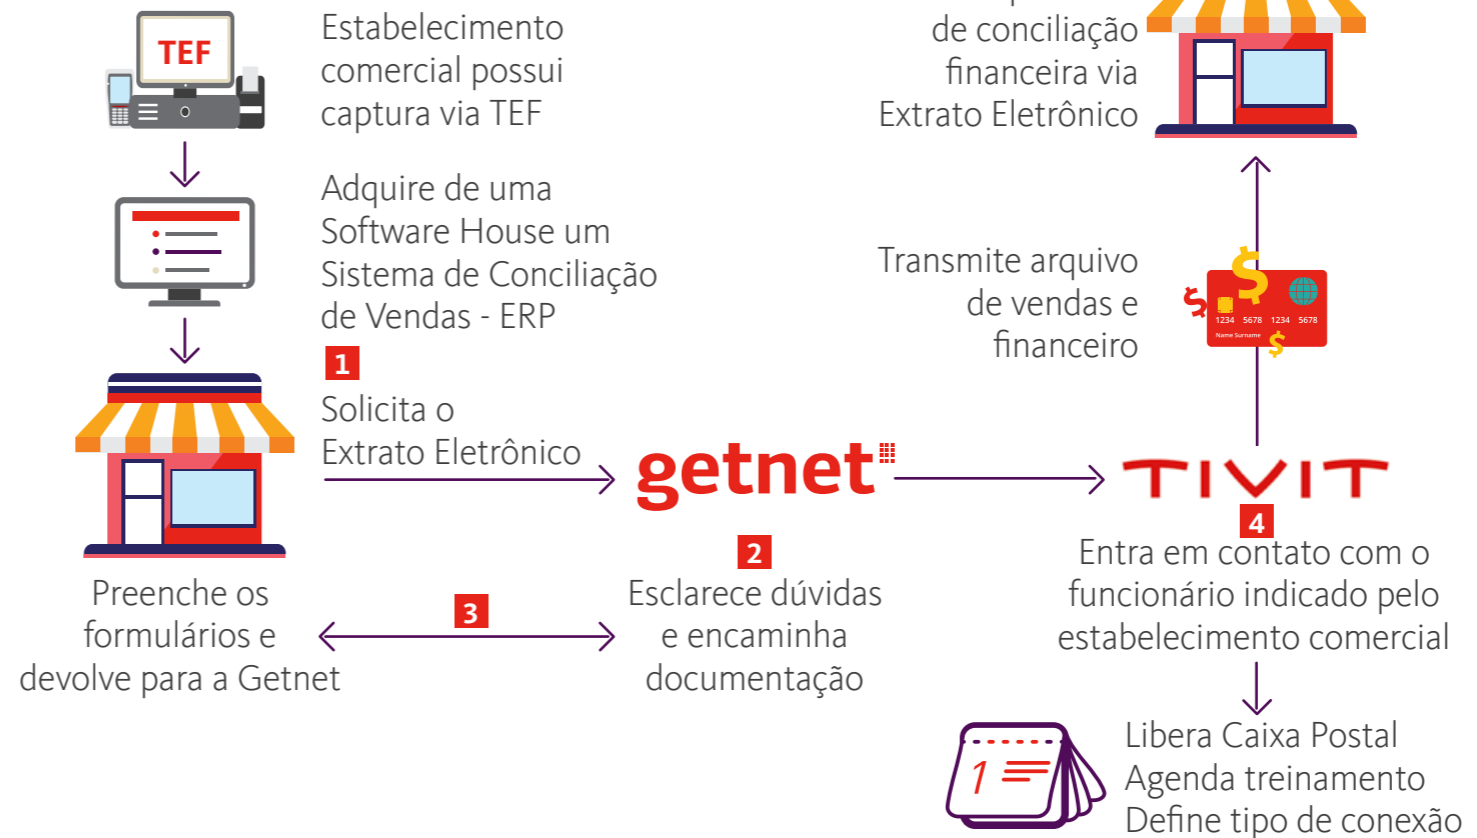 TEF
Estabelecimento
comercial possui
captura via TEF
Adquire de uma
Software House um
Sistema de Conciliação
de Vendas - ERP
1
Solicita o
Extrato Eletrônico
Preenche os
formulários e
devolve para a Getnet
3
getnet
2
Esclarece dúvidas
e encaminha
documentação
de conciliação
financeira via
Extrato Eletrônico
Transmite arquivo
de vendas e
financeiro
$
$
1234 5678 1234 5678
Name Surname
$
TIVIT
4
Entra em contato com o
funcionário indicado pelo
estabelecimento comercial
1
Libera Caixa Postal
Agenda treinamento
Define tipo de conexão